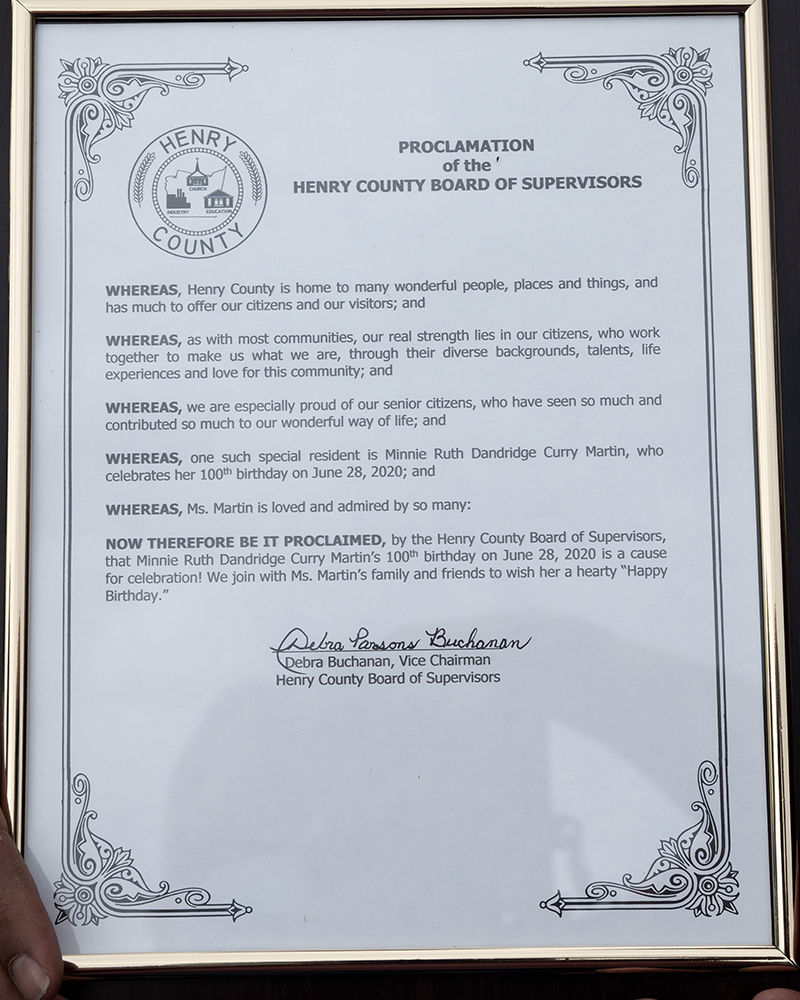 HENRY
CHURCH
INDUSTRY EDUCATION
COUNTY
PROCLAMATION
of the
HENRY COUNTY BOARD OF SUPERVISORS
WHEREAS, Henry County is home to many wonderful people, places and things, and
has much to offer our citizens and our visitors; and
WHEREAS, as with most communities, our real strength lies in our citizens, who work
together to make us what we are, through their diverse backgrounds, talents, life
experiences and love for this community; and
WHEREAS, we are especially proud of our senior citizens, who have seen so much and
contributed so much to our wonderful way of life; and
WHEREAS, one such special resident is Minnie Ruth Dandridge Curry Martin, who
celebrates her 100th birthday on June 28, 2020; and
WHEREAS, Ms. Martin is loved and admired by so many:
NOW THEREFORE BE IT PROCLAIMED, by the Henry County Board of Supervisors,
that Minnie Ruth Dandridge Curry Martin's 100th birthday on June 28, 2020 is a cause
for celebration! We join with Ms. Martin's family and friends to wish her a hearty "Happy
Birthday."
Debra Parsons Buchanan
Debra Buchanan, Vice Chairman
Henry County Board of Supervisors